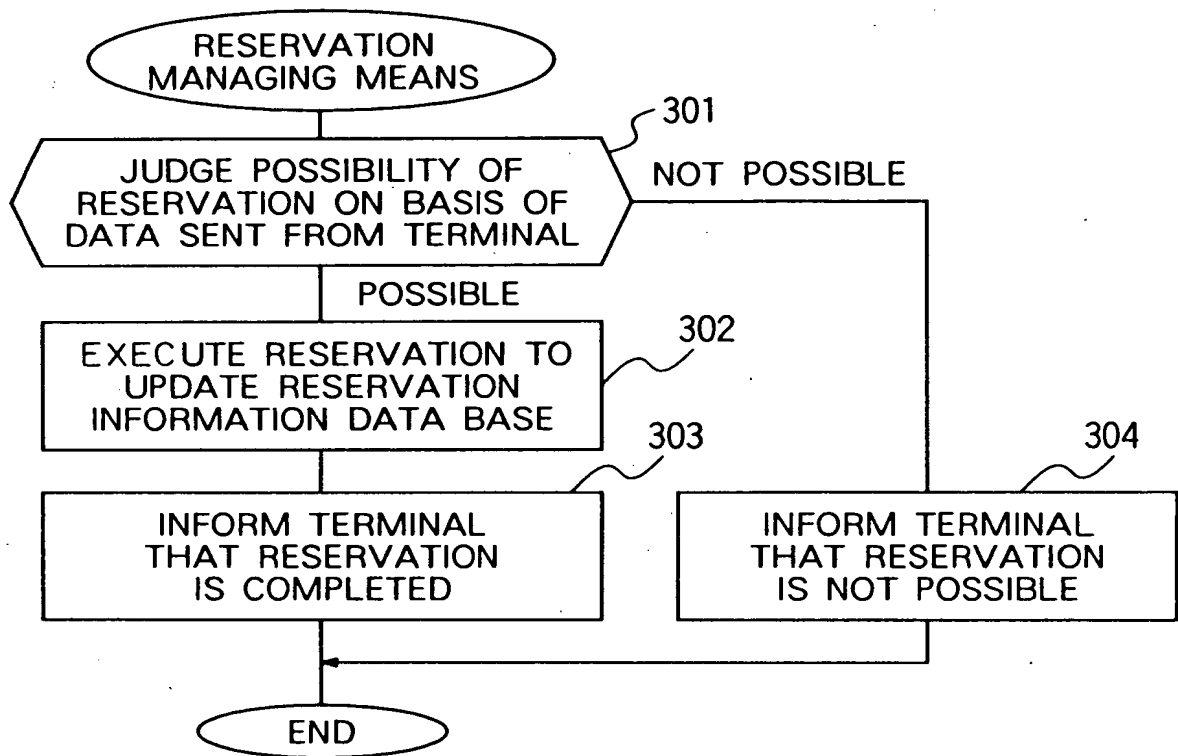 RESERVATION
MANAGING MEANS
301
JUDGE POSSIBILITY OF
RESERVATION ON BASIS OF
DATA SENT FROM TERMINAL
NOT POSSIBLE
POSSIBLE
302
EXECUTE RESERVATION TO
UPDATE RESERVATION
INFORMATION DATA BASE
303
INFORM TERMINAL
THAT RESERVATION
IS COMPLETED
304
INFORM TERMINAL
THAT RESERVATION
IS NOT POSSIBLE
END